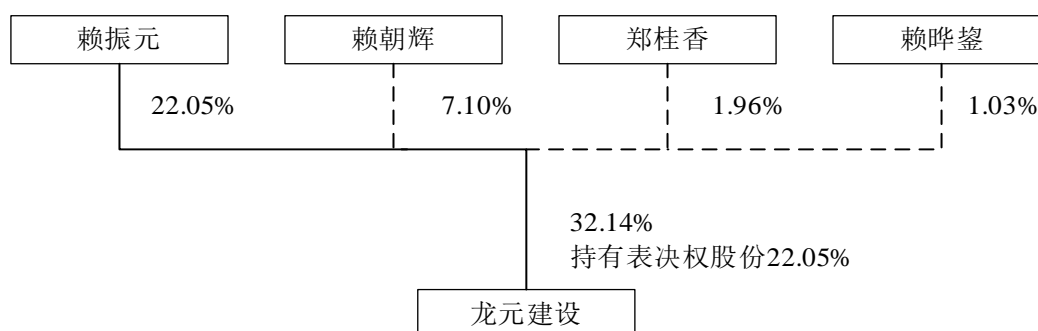 赖振元 赖朝辉 郑桂香 赖晔鋆
22.05% 7.10% 1.96% 1.03%
32.14%
持有表决权股份22.05%
龙元建设